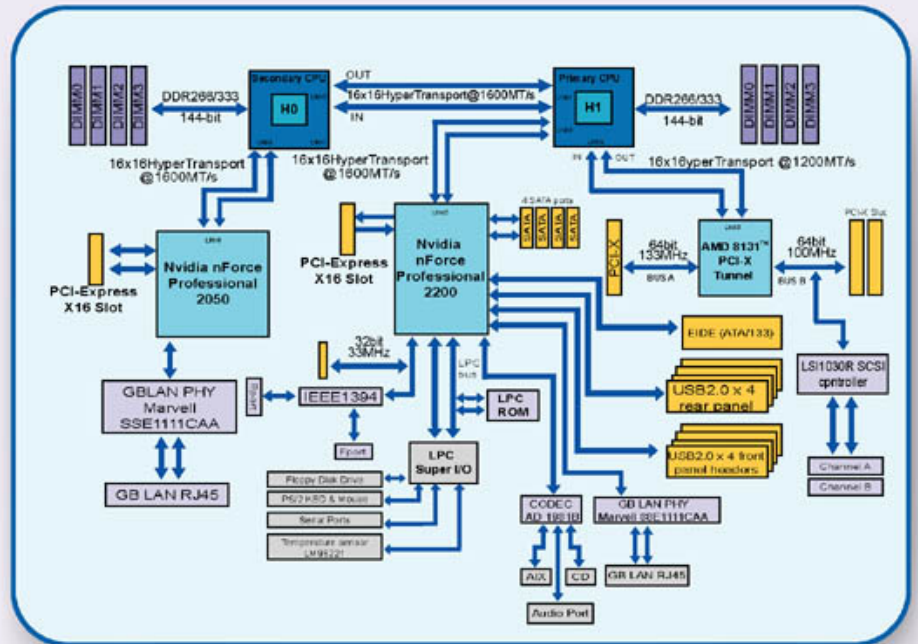 Secondary CPU
H0
Primary CPU
H1
OUT
16x16HyperTransport@1600MT/s
IN
DIMM0
DIMM1
DIMM2
DIMM3
DDR266/333
144-bit
DDR266/333
144-bit
DIMM0
DIMM1
DIMM2
DIMM3
16x16HyperTransport
@1600MT/s
16x16HyperTransport
@1600MT/s
IN
OUT
16x16yperTransport @1200MT/s
PCI-Express
X16 Slot
Nvidia
nForce
Professional
2050
PCI-Express
X16 Slot
Nvidia
nForce
Professional
2200
4 SATA ports
SATA
SATA
SATA
SATA
PCI-X
64bit
133MHz
BUS A
AMD 8131™
PCI-X
Tunnel
64bit
100MHz
BUS B
PCI-X Slot
32bit
33MHz
LPC
bus
EIDE (ATA/133)
USB2.0 x 4
rear panel
USB2.0 x 4 front
panel headers
LSI1030R SCSI
controller
Channel A
Channel B
GBLAN PHY
Marvell
SSE1111CAA
GB LAN RJ45
IEEE1394
LPC
ROM
LPC
Super I/O
Floppy Disk Drive
PS/2 KBD & Mouse
Serial Ports
Temperature sensor
CODEC
AD 1981B
AIX
CD
Audio Port
GB LAN PHY
Marvell SSE1111CAA
GB LAN RJ45